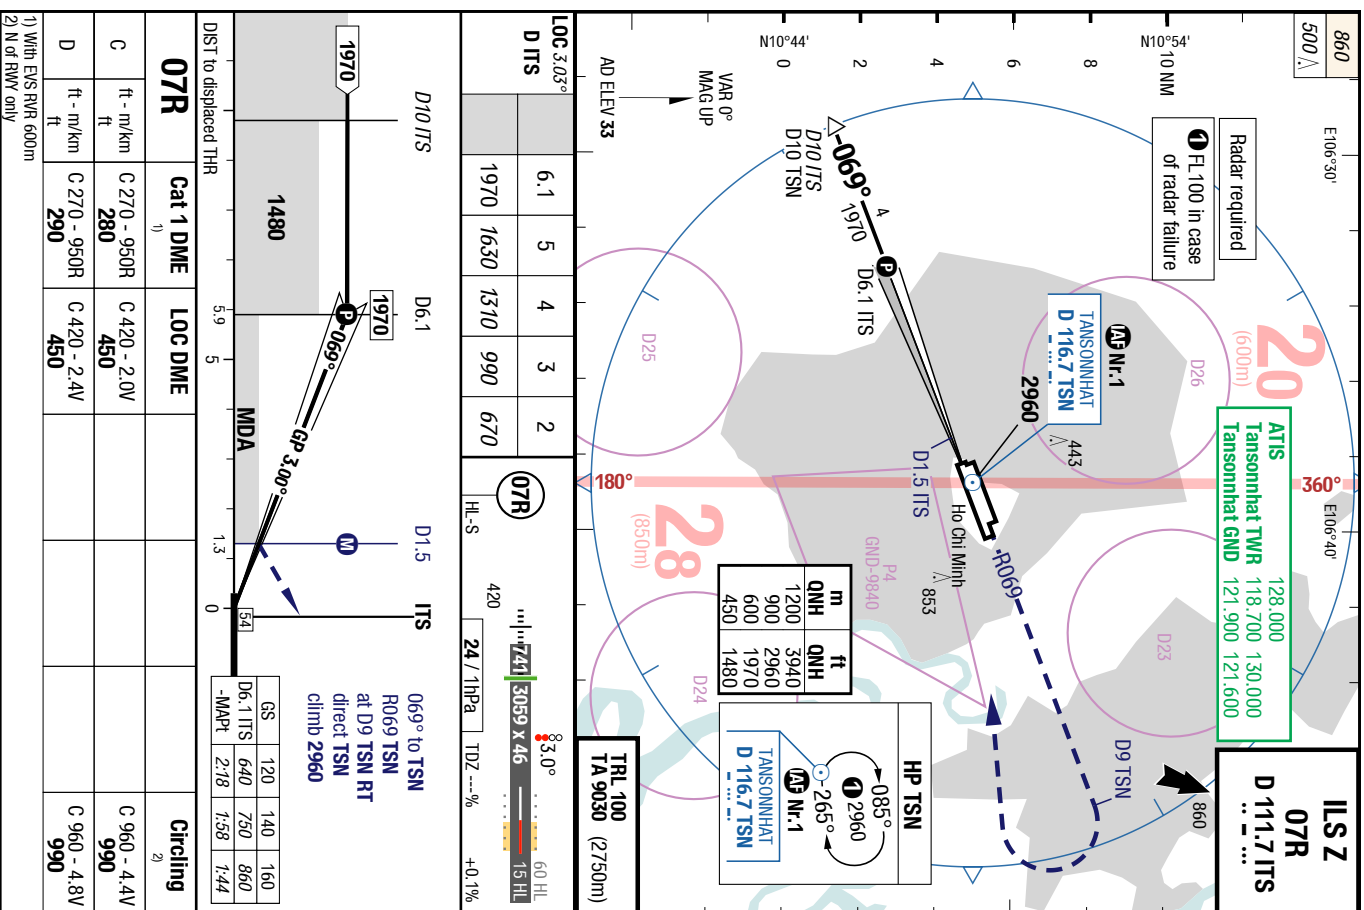 ILS Z
07R
D 111.7 ITS
860
500
Radar required
1 FL100 in case
of radar failure
ATIS 128.000
Tansonnhat TWR 118.700 130.000
Tansonnhat GND 121.900 121.600
20
(600m)
28
(850m)
E106°30'
E106°40'
N10°54'
N10°44'
10 NM
8
6
4
2
0
360°
180°
D26
D25
D23
D24
IAF Nr.1
TANSONNHAT
D 116.7 TSN
2960
443
853
860
Ho Chi Minh
P4
GND-9840
R069
D9 TSN
D1.5 ITS
P
D6.1 ITS
4
1970
069°
D10 ITS
D10 TSN
VAR 0°
MAG UP
AD ELEV 33
m ft
QNH QNH
1200 3940
900 2960
600 1970
450 1480
HP TSN
085°
1 2960
265°
IAF Nr.1
TANSONNHAT
D 116.7 TSN
TRL 100
TA 9030 (2750m)
LOC 3.03°
D ITS
6.1 5 4 3 2
1970 1630 1310 990 670
07R
HL-S
420
741
3059 x 46
3.0°
15 HL
60 HL
24 / 1hPa
TDZ ---%
+0.1%
D10 ITS
D6.1
D1.5
ITS
1970
1970
1480
P
069°
GP 3.00°
MDA
M
54
DIST to displaced THR
5.9
5
1.3
0
069° to TSN
R069 TSN
at D9 TSN RT
direct TSN
climb 2960
GS 120 140 160
D6.1 ITS 640 750 860
-MAPt 2:18 1:58 1:44
07R Cat 1 DME 1) LOC DME Circling 2)
C ft - m/km C 270 - 950R C 420 - 2.0V C 960 - 4.4V
ft 280 450 990
D ft - m/km C 270 - 950R C 420 - 2.4V C 960 - 4.8V
ft 290 450 990
1) With EVS RVR 600m
2) N of RWY only